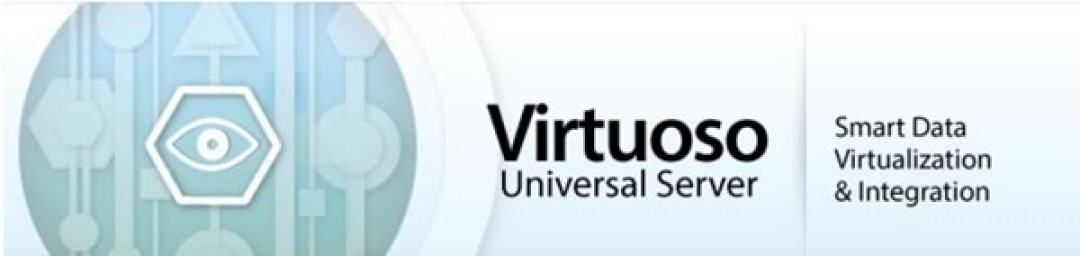 Virtuoso
Universal Server
Smart Data
Virtualization
& Integration